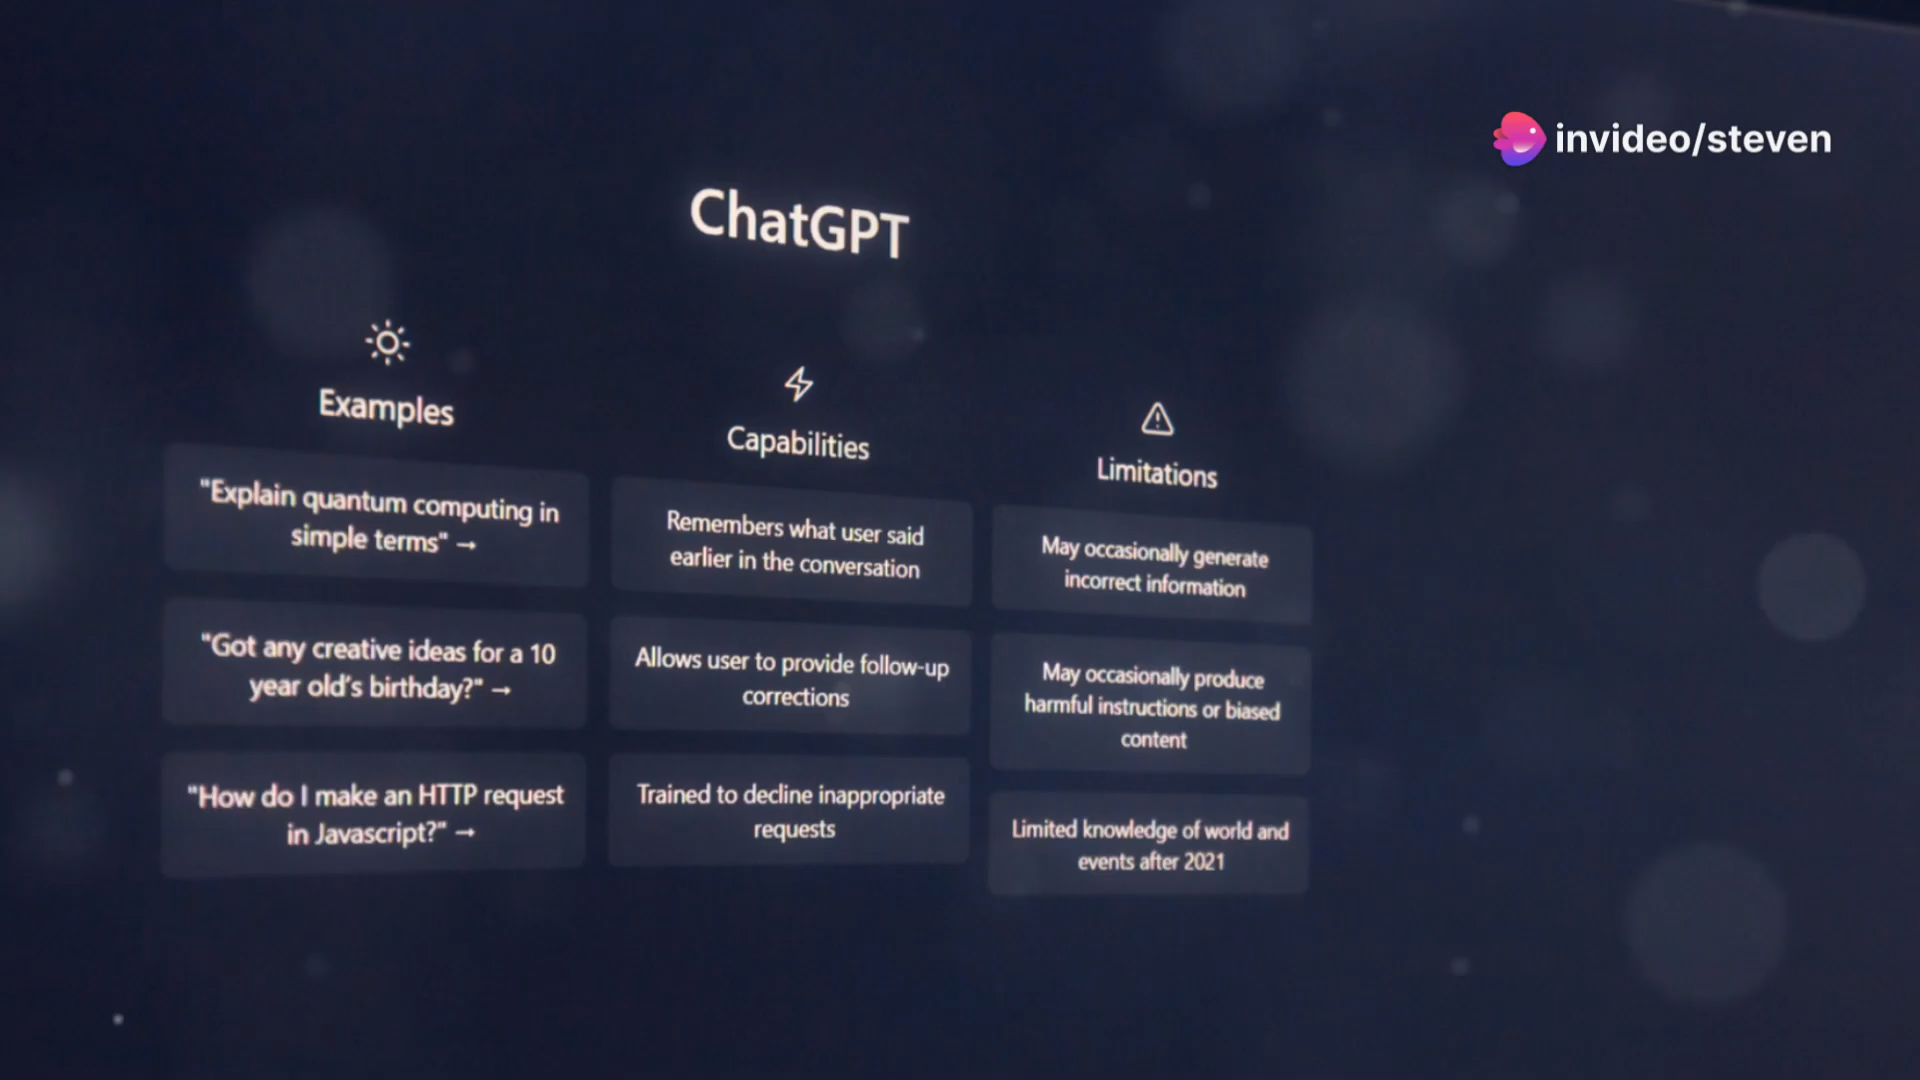 invideo/steven
ChatGPT
Examples
"Explain quantum computing in
simple terms" →
"Got any creative ideas for a 10
year old's birthday?" →
"How do I make an HTTP request
in Javascript?" →
Capabilities
Remembers what user said
earlier in the conversation
Allows user to provide follow-up
corrections
Trained to decline inappropriate
requests
Limitations
May occasionally generate
incorrect information
May occasionally produce
harmful instructions or biased
content
Limited knowledge of world and
events after 2021